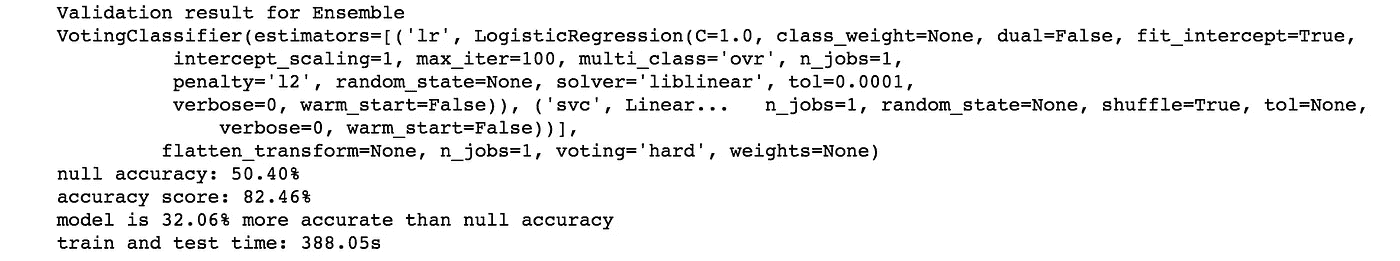 Validation result for Ensemble
VotingClassifier(estimators=[('lr', LogisticRegression(C=1.0, class_weight=None, dual=False, fit_intercept=True,
intercept_scaling=1, max_iter=100, multi_class='ovr', n_jobs=1,
penalty='l2', random_state=None, solver='liblinear', tol=0.0001,
verbose=0, warm_start=False)), ('svc', Linear...   n_jobs=1, random_state=None, shuffle=True, tol=None,
verbose=0, warm_start=False))],
flatten_transform=None, n_jobs=1, voting='hard', weights=None)
null accuracy: 50.40%
accuracy score: 82.46%
model is 32.06% more accurate than null accuracy
train and test time: 388.05s